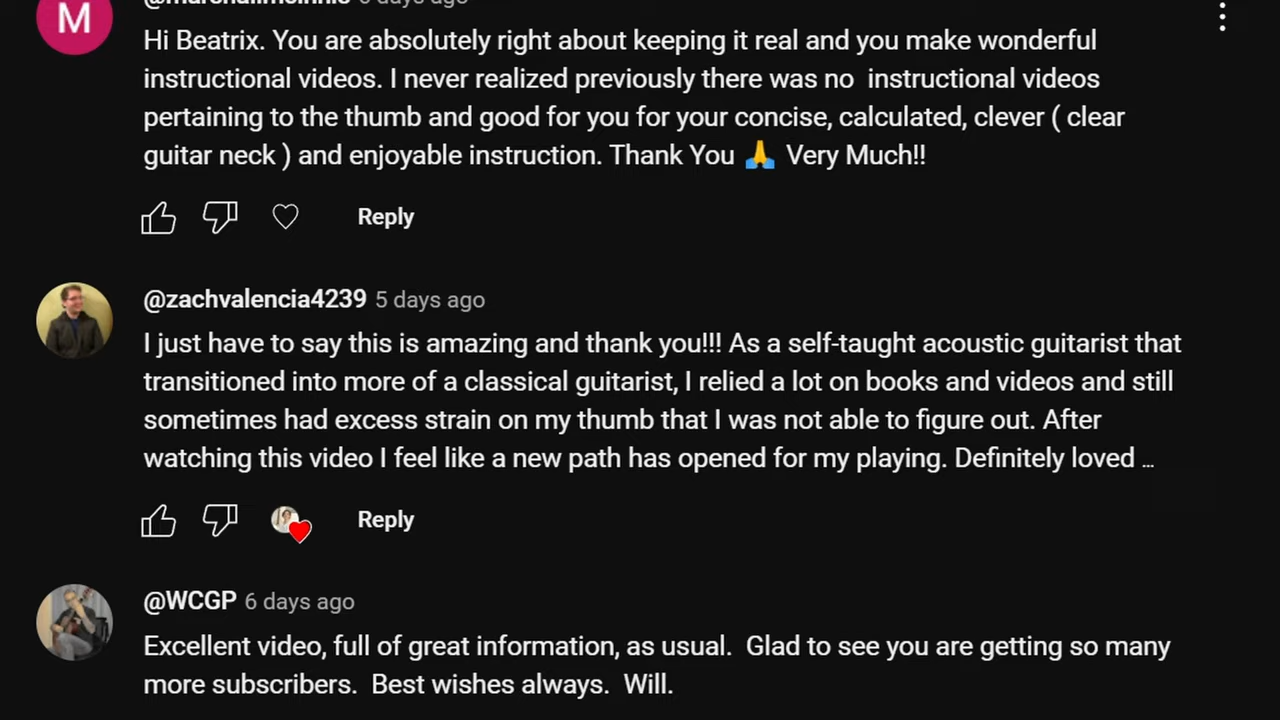 M
Hi Beatrix. You are absolutely right about keeping it real and you make wonderful
instructional videos. I never realized previously there was no  instructional videos
pertaining to the thumb and good for you for your concise, calculated, clever ( clear
guitar neck ) and enjoyable instruction. Thank You 🙏 Very Much!!
Reply
@zachvalencia4239 5 days ago
I just have to say this is amazing and thank you!!! As a self-taught acoustic guitarist that
transitioned into more of a classical guitarist, I relied a lot on books and videos and still
sometimes had excess strain on my thumb that I was not able to figure out. After
watching this video I feel like a new path has opened for my playing. Definitely loved ...
Reply
@WCGP 6 days ago
Excellent video, full of great information, as usual.  Glad to see you are getting so many
more subscribers.  Best wishes always.  Will.